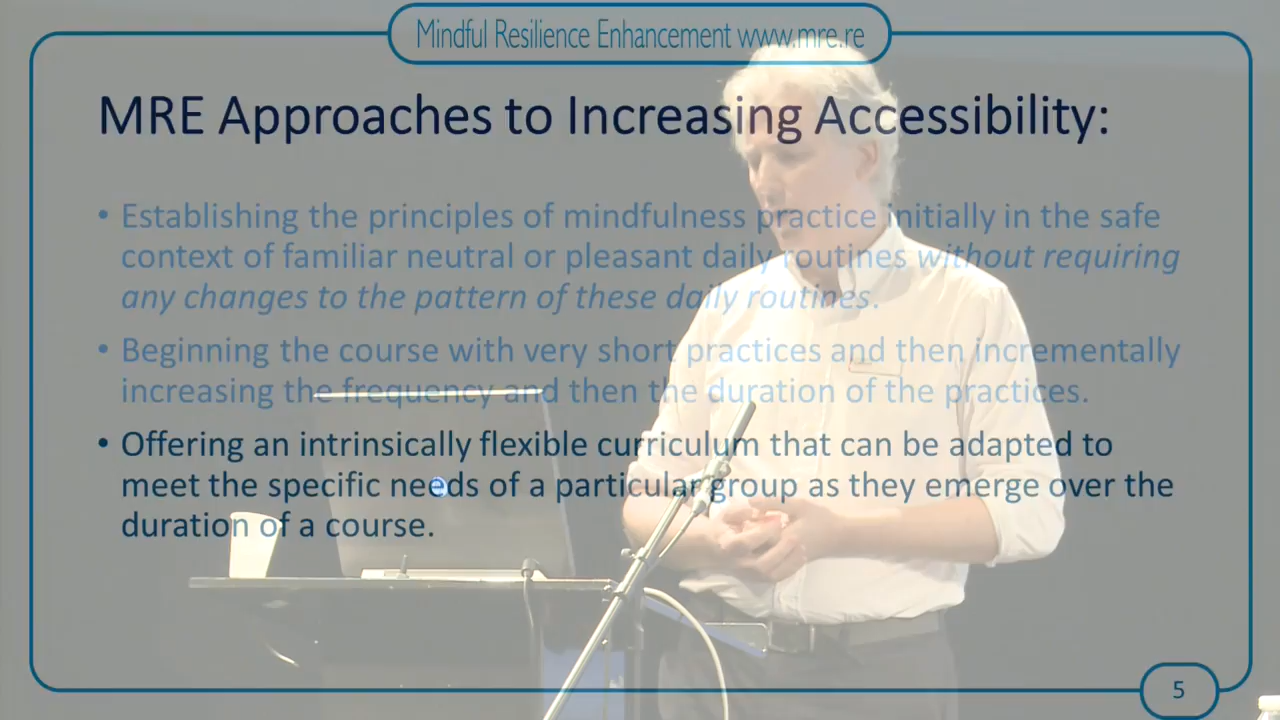 Mindful Resilience Enhancement www.mre.re
MRE Approaches to Increasing Accessibility:
• Establishing the principles of mindfulness practice initially in the safe
context of familiar neutral or pleasant daily routines without requiring
any changes to the pattern of these daily routines.
• Beginning the course with very short practices and then incrementally
increasing the frequency and then the duration of the practices.
• Offering an intrinsically flexible curriculum that can be adapted to
meet the specific needs of a particular group as they emerge over the
duration of a course.
5